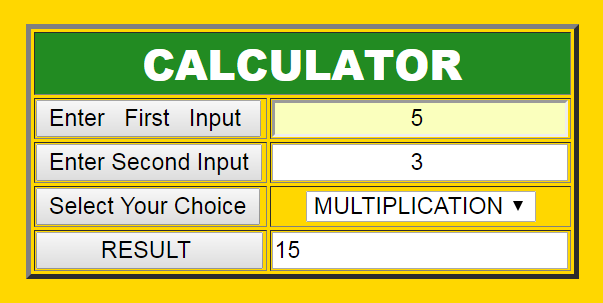 CALCULATOR
Enter First Input 5
Enter Second Input 3
Select Your Choice MULTIPLICATION
RESULT 15